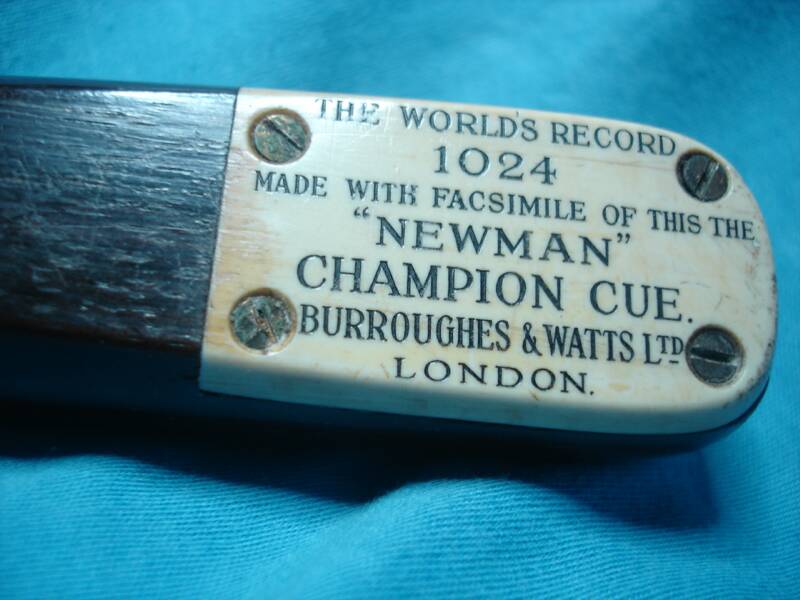 THE WORLD'S RECORD
1024
MADE WITH FACSIMILE OF THIS THE
"NEWMAN"
CHAMPION CUE.
BURROUGHES & WATTS LTD
LONDON.